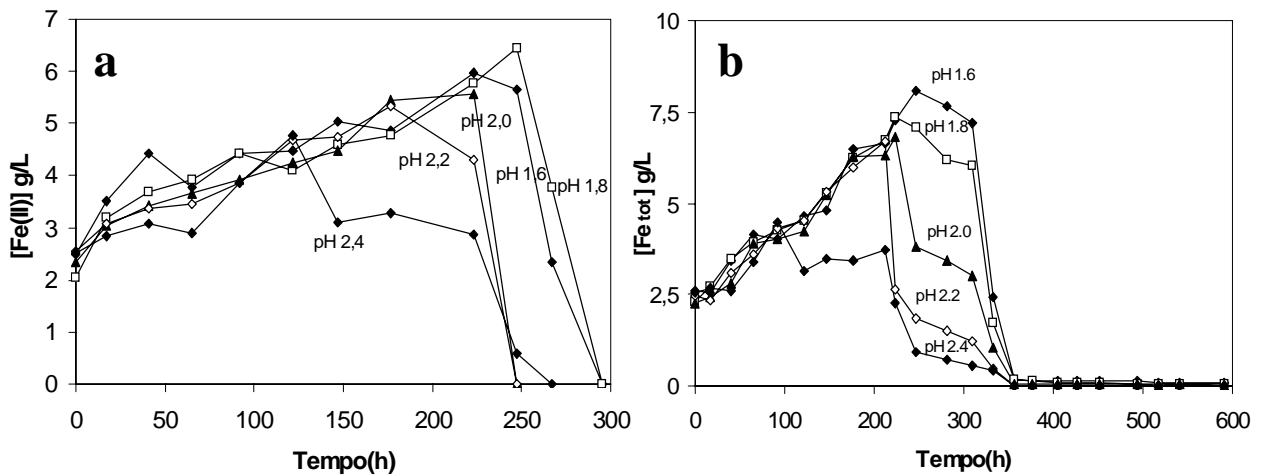 a
[Fe(II)] g/L
7
6
5
4
3
2
1
0
pH 2,0
pH 2,2
pH 1,6
pH 1,8
pH 2,4
0 50 100 150 200 250 300
Tempo(h)
b
[Fe tot] g/L
10
7,5
5
2,5
0
pH 1.6
pH 1.8
pH 2.0
pH 2.2
pH 2.4
0 100 200 300 400 500 600
Tempo(h)